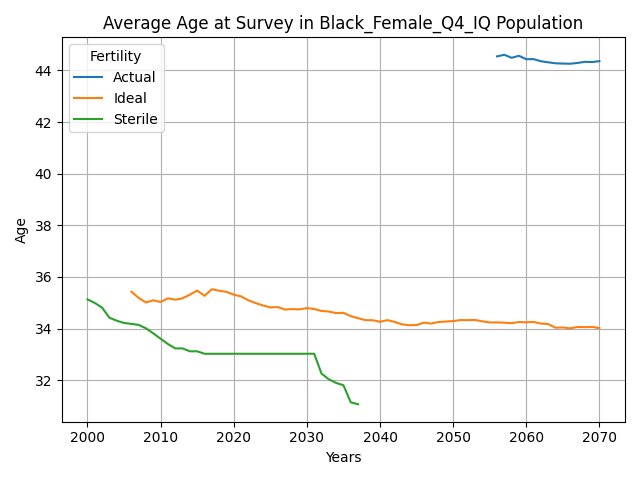 Average Age at Survey in Black_Female_Q4_IQ Population
Fertility
Actual
Ideal
Sterile
Age
44
42
40
38
36
34
32
2000 2010 2020 2030 2040 2050 2060 2070
Years